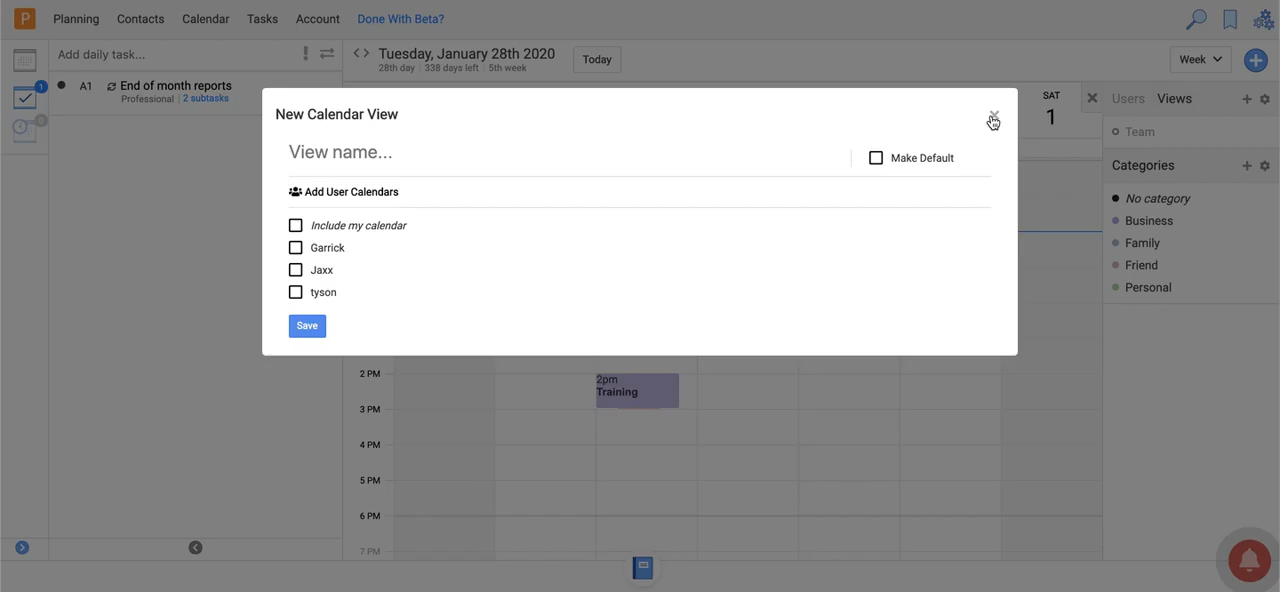 P Planning Contacts Calendar Tasks Account Done With Beta?
Add daily task...
! 
Tuesday, January 28th 2020
28th day | 338 days left | 5th week
Today
Week
1
A1 End of month reports
Professional | 2 subtasks
0
New Calendar View
View name...
Make Default
Add User Calendars
Include my calendar
Garrick
Jaxx
tyson
Save
SAT
1
Users Views
Team
Categories
No category
Business
Family
Friend
Personal
2 PM
2pm
Training
3 PM
4 PM
5 PM
6 PM
7 PM